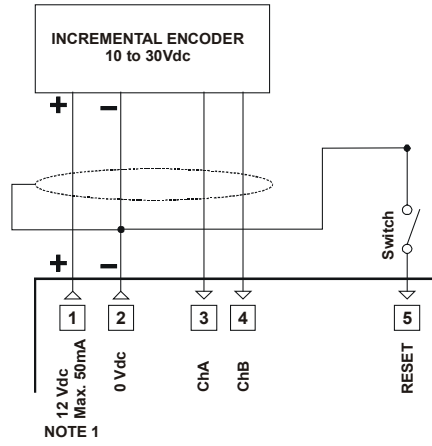 INCREMENTAL ENCODER
10 to 30Vdc
+ −
+ −
Switch
1 2 3 4 5
12 Vdc
Max. 50mA
0 Vdc
ChA
ChB
RESET
NOTE 1